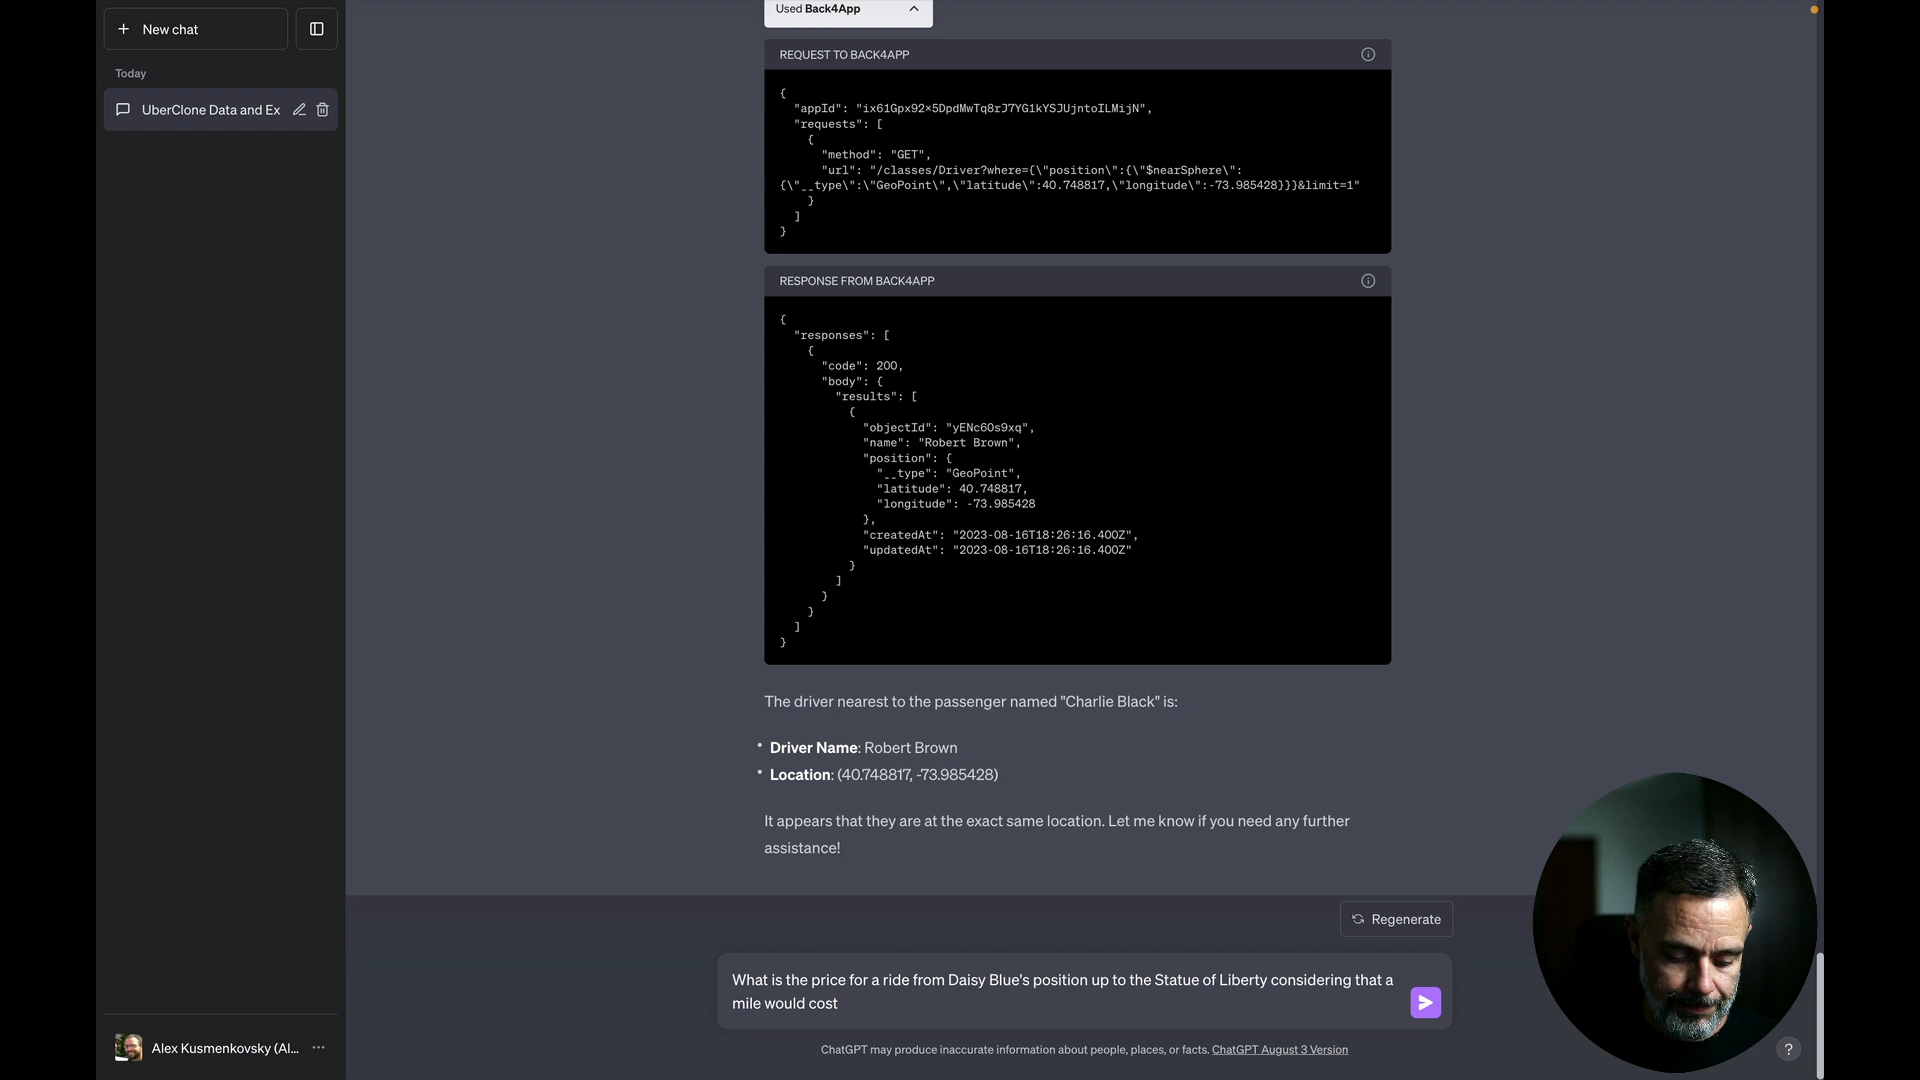 New chat
Today
UberClone Data and Ex
Alex Kusmenkovsky (Al...
Used Back4App
REQUEST TO BACK4APP
{
"appId": "ix61Gpx92x5DpdMwTq8rJ7YG1kYSJUjntoILMijN",
"requests": [
{
"method": "GET",
"url": "/classes/Driver?where={\"position\":{\"$nearSphere\":
{\"__type\":\"GeoPoint\",\"latitude\":40.748817,\"longitude\":-73.985428}}}&limit=1"
}
]
}
RESPONSE FROM BACK4APP
{
"responses": [
{
"code": 200,
"body": {
"results": [
{
"objectId": "yENc6Os9xq",
"name": "Robert Brown",
"position": {
"__type": "GeoPoint",
"latitude": 40.748817,
"longitude": -73.985428
},
"createdAt": "2023-08-16T18:26:16.400Z",
"updatedAt": "2023-08-16T18:26:16.400Z"
}
]
}
}
]
}
The driver nearest to the passenger named "Charlie Black" is:
• Driver Name: Robert Brown
• Location: (40.748817, -73.985428)
It appears that they are at the exact same location. Let me know if you need any further
assistance!
Regenerate
What is the price for a ride from Daisy Blue's position up to the Statue of Liberty considering that a
mile would cost
ChatGPT may produce inaccurate information about people, places, or facts. ChatGPT August 3 Version
?